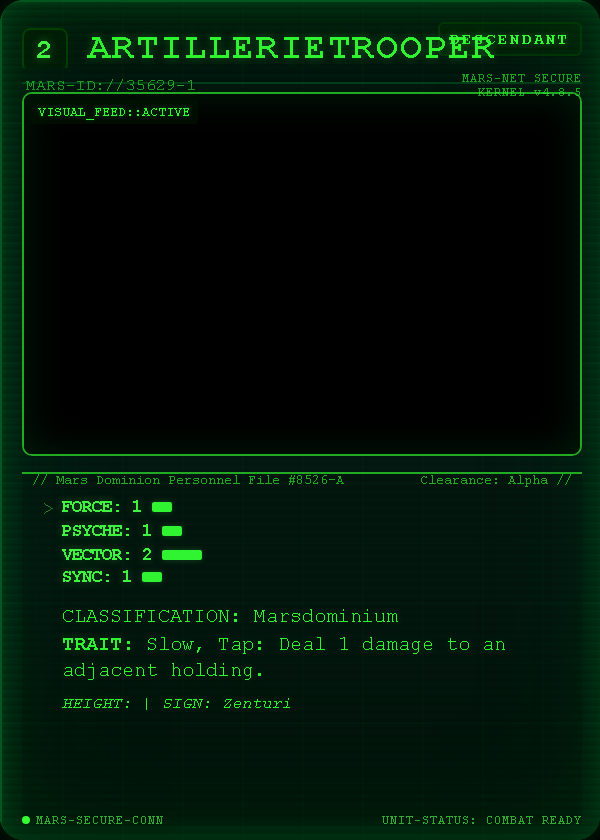 2
ARTILLERIETROOPER
DESCENDANT
MARS-ID://35629-1
MARS-NET SECURE
KERNEL v4.8.5
VISUAL_FEED::ACTIVE
// Mars Dominion Personnel File #8526-A
Clearance: Alpha //
> FORCE: 1
PSYCHE: 1
VECTOR: 2
SYNC: 1
CLASSIFICATION: Marsdominium
TRAIT: Slow, Tap: Deal 1 damage to an
adjacent holding.
HEIGHT: | SIGN: Zenturi
MARS-SECURE-CONN
UNIT-STATUS: COMBAT READY